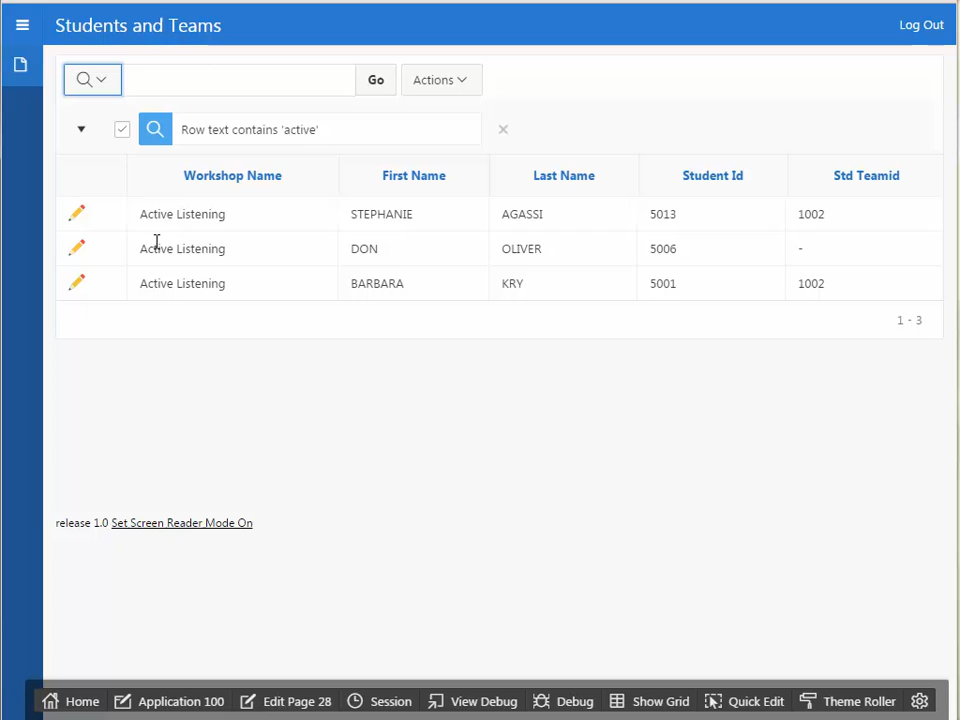 Students and Teams
Log Out
Go
Actions
Row text contains 'active'
Workshop Name First Name Last Name Student Id Std Teamid
Active Listening STEPHANIE AGASSI 5013 1002
Active Listening DON OLIVER 5006 -
Active Listening BARBARA KRY 5001 1002
1 - 3
release 1.0 Set Screen Reader Mode On
Home Application 100 Edit Page 28 Session View Debug Debug Show Grid Quick Edit Theme Roller